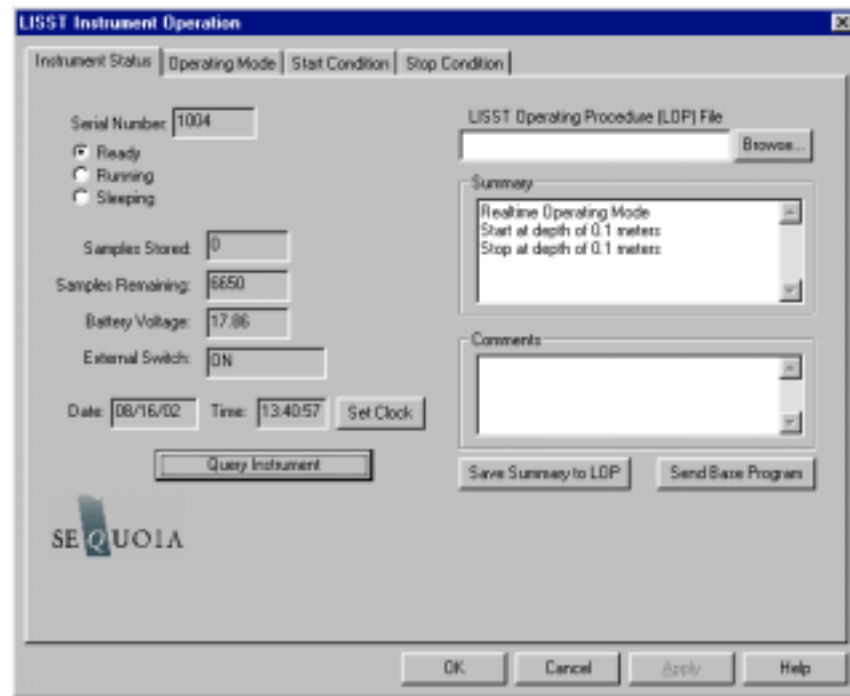 LISST Instrument Operation
Instrument Status Operating Mode Start Condition Stop Condition
Serial Number: 1004
Ready
Running
Sleeping
Samples Stored: 0
Samples Remaining: 6650
Battery Voltage: 17.86
External Switch: ON
Date: 08/16/02 Time: 13:40:57 Set Clock
Query Instrument
SEQUOIA
LISST Operating Procedure (LOP) File
Browse...
Summary
Realtime Operating Mode
Start at depth of 0.1 meters
Stop at depth of 0.1 meters
Comments
Save Summary to LOP Send Base Program
OK Cancel Apply Help